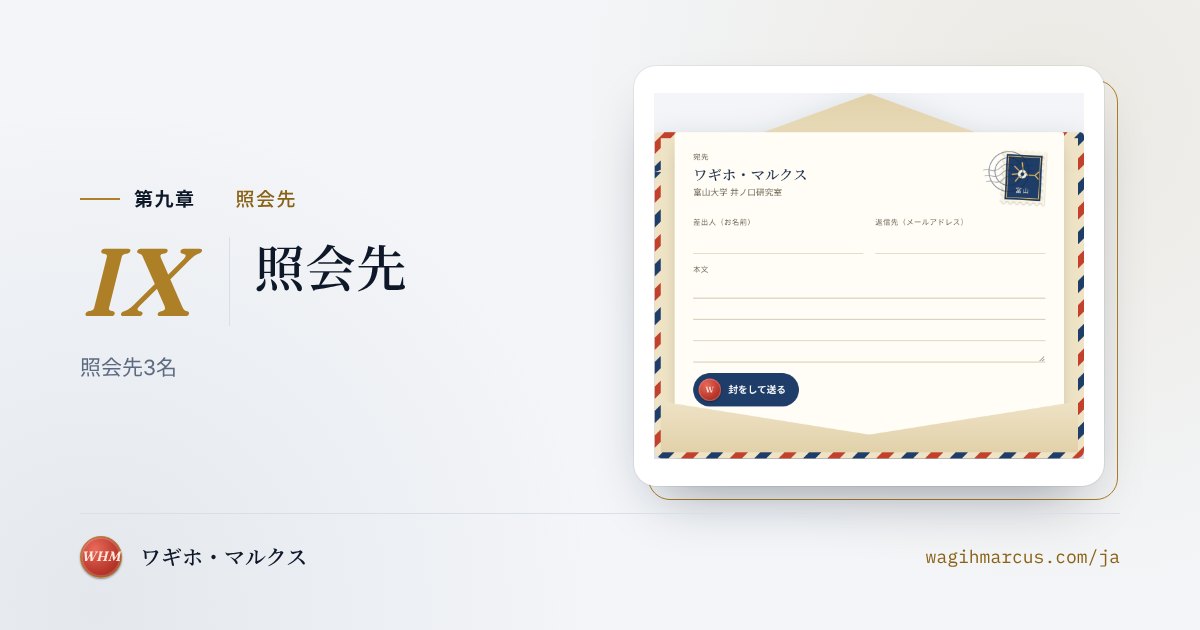 第九章 照会先
IX 照会先
照会先3名
宛先
ワギホ・マルクス
富山大学 井ノ口研究室
富山
差出人(お名前) 返信先(メールアドレス)
本文
W 封をして送る
WHM ワギホ・マルクス
wagihmarcus.com/ja